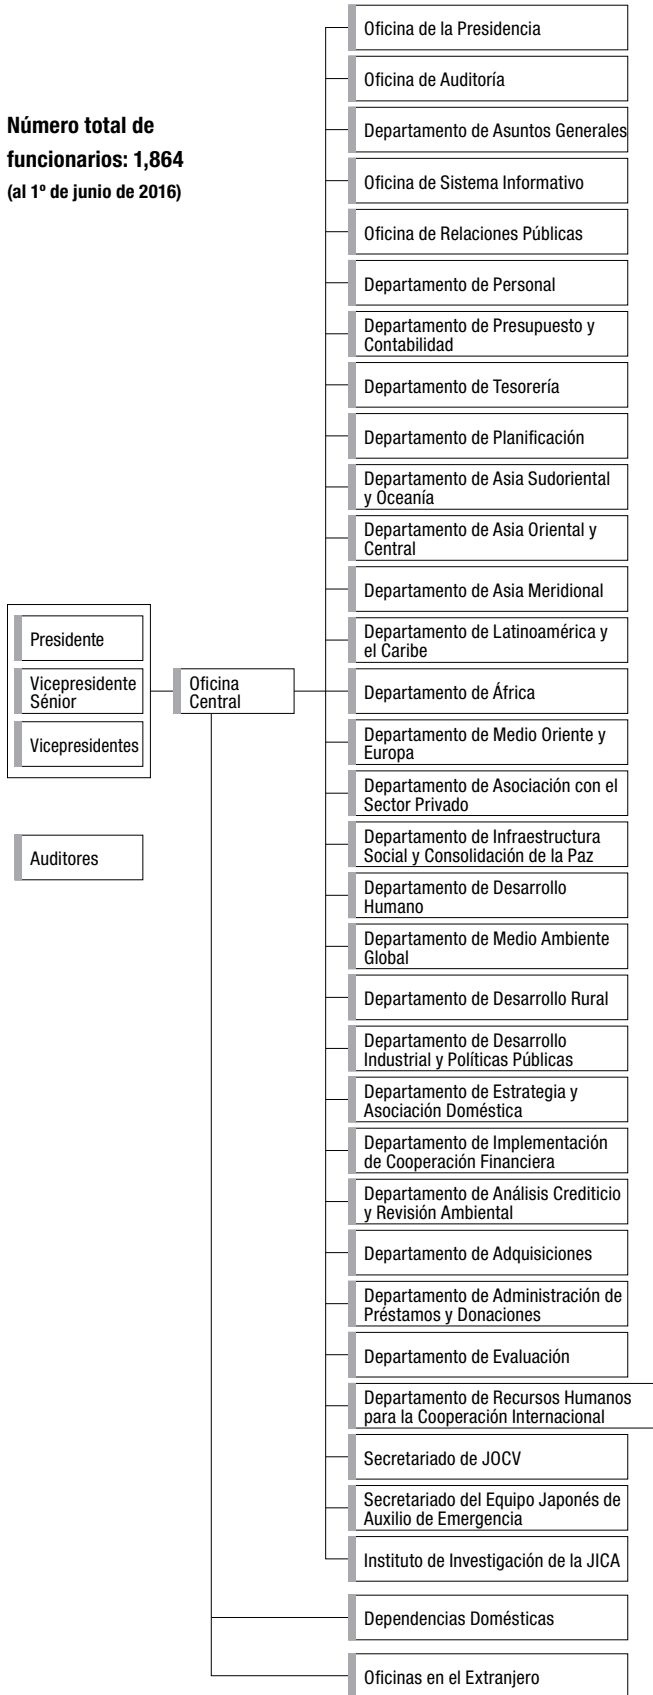 Número total de
funcionarios: 1,864
(al 1º de junio de 2016)
Presidente
Vicepresidente
Sénior
Vicepresidentes
Auditores
Oficina
Central
Oficina de la Presidencia
Oficina de Auditoría
Departamento de Asuntos Generales
Oficina de Sistema Informativo
Oficina de Relaciones Públicas
Departamento de Personal
Departamento de Presupuesto y
Contabilidad
Departamento de Tesorería
Departamento de Planificación
Departamento de Asia Sudoriental
y Oceanía
Departamento de Asia Oriental y
Central
Departamento de Asia Meridional
Departamento de Latinoamérica y
el Caribe
Departamento de África
Departamento de Medio Oriente y
Europa
Departamento de Asociación con el
Sector Privado
Departamento de Infraestructura
Social y Consolidación de la Paz
Departamento de Desarrollo
Humano
Departamento de Medio Ambiente
Global
Departamento de Desarrollo Rural
Departamento de Desarrollo
Industrial y Políticas Públicas
Departamento de Estrategia y
Asociación Doméstica
Departamento de Implementación
de Cooperación Financiera
Departamento de Análisis Crediticio
y Revisión Ambiental
Departamento de Adquisiciones
Departamento de Administración de
Préstamos y Donaciones
Departamento de Evaluación
Departamento de Recursos Humanos
para la Cooperación Internacional
Secretariado de JOCV
Secretariado del Equipo Japonés de
Auxilio de Emergencia
Instituto de Investigación de la JICA
Dependencias Domésticas
Oficinas en el Extranjero